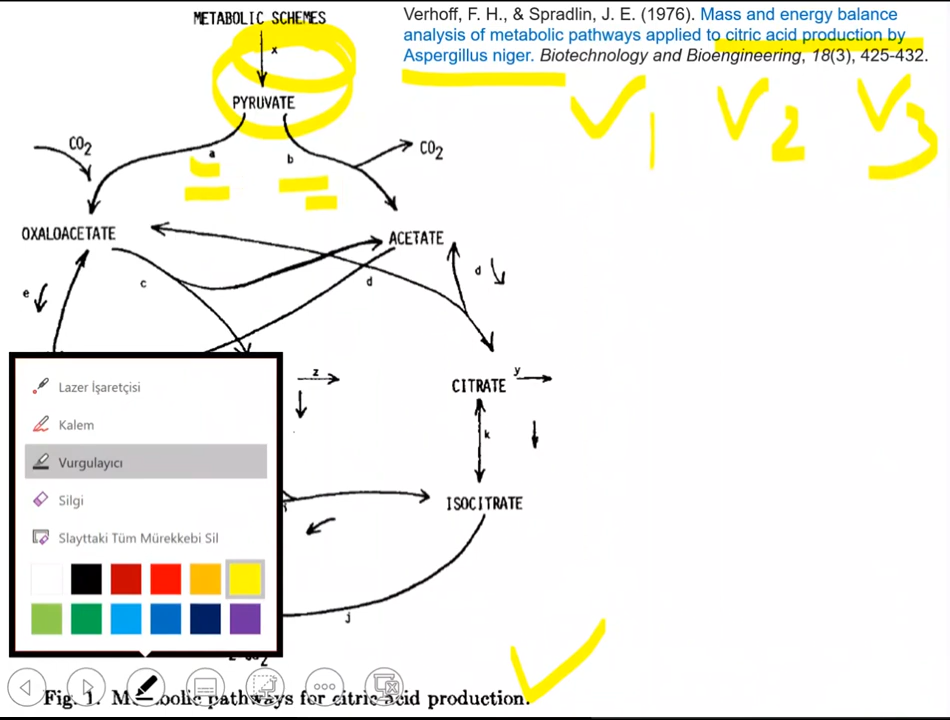 METABOLIC SCHEMES
Verhoff, F. H., & Spradlin, J. E. (1976). Mass and energy balance
analysis of metabolic pathways applied to citric acid production by
Aspergillus niger. Biotechnology and Bioengineering, 18(3), 425-432.
x
V1 V2 V3
PYRUVATE
CO2
a
b
CO2
OXALOACETATE
ACETATE
c
d
d
e
z
CITRATE
y
k
ISOCITRATE
j
Lazer İşaretçisi
Kalem
Vurgulayıcı
Silgi
Slayttaki Tüm Mürekkebi Sil
Fig. 1. pathways for citric acid production.